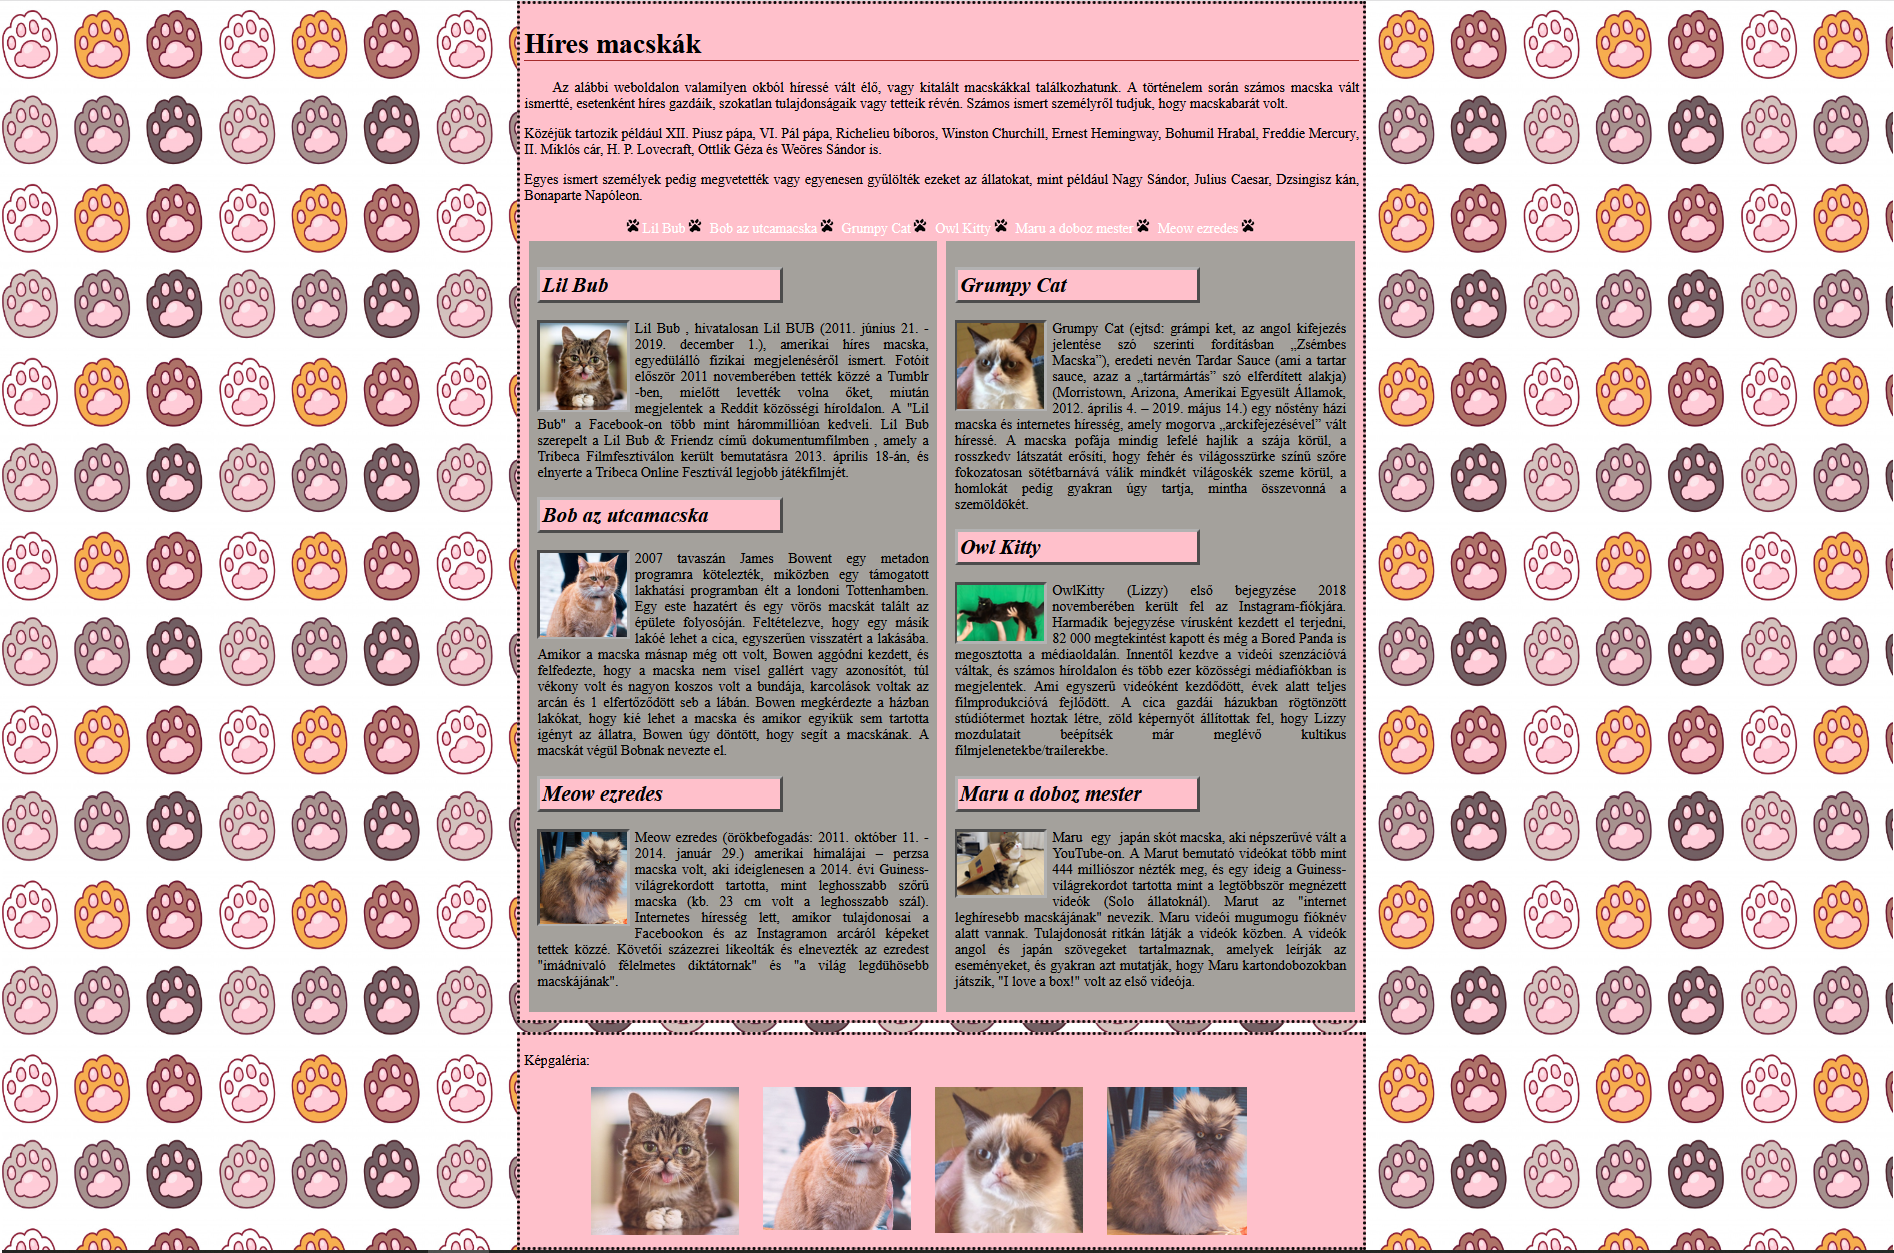 Híres macskák
Az alábbi weboldalon valamilyen okból híressé vált élő, vagy kitalált macskákkal találkozhatunk. A történelem során számos macska vált
ismertté, esetenként híres gazdáik, szokatlan tulajdonságaik vagy tetteik révén. Számos ismert személyről tudjuk, hogy macskabarát volt.
Közéjük tartozik például XII. Piusz pápa, VI. Pál pápa, Richelieu bíboros, Winston Churchill, Ernest Hemingway, Bohumil Hrabal, Freddie Mercury,
II. Miklós cár, H. P. Lovecraft, Ottlik Géza és Weöres Sándor is.
Egyes ismert személyek pedig megvetették vagy egyenesen gyűlölték ezeket az állatokat, mint például Nagy Sándor, Julius Caesar, Dzsingisz kán,
Bonaparte Napóleon.
Lil Bub Bob az utcamacska Grumpy Cat Owl Kitty Maru a doboz mester Meow ezredes
Lil Bub
Lil Bub , hivatalosan Lil BUB (2011. június 21. -
2019. december 1.), amerikai híres macska,
egyedülálló fizikai megjelenéséről ismert. Fotóit
először 2011 novemberében tették közzé a Tumblr
-ben, mielőtt levették volna őket, miután
megjelentek a Reddit közösségi híroldalon. A "Lil
Bub" a Facebook-on több mint hárommillióan kedveli. Lil Bub
szerepelt a Lil Bub & Friendz című dokumentumfilmben , amely a
Tribeca Filmfesztiválon került bemutatásra 2013. április 18-án, és
elnyerte a Tribeca Online Fesztivál legjobb játékfilmjét.
Bob az utcamacska
2007 tavaszán James Bowent egy metadon
programra kötelezték, miközben egy támogatott
lakhatási programban élt a londoni Tottenhamben.
Egy este hazatért és egy vörös macskát talált az
épülete folyosóján. Feltételezve, hogy egy másik
lakóé lehet a cica, egyszerűen visszatért a lakásába.
Amikor a macska másnap még ott volt, Bowen aggódni kezdett, és
felfedezte, hogy a macska nem visel gallért vagy azonosítót, túl
vékony volt és nagyon koszos volt a bundája, karcolások voltak az
arcán és 1 elfertőződött seb a lábán. Bowen megkérdezte a házban
lakókat, hogy kié lehet a macska és amikor egyikük sem tartotta
igényt az állatra, Bowen úgy döntött, hogy segít a macskának. A
macskát végül Bobnak nevezte el.
Meow ezredes
Meow ezredes (örökbefogadás: 2011. október 11. -
2014. január 29.) amerikai himalájai – perzsa
macska volt, aki ideiglenesen a 2014. évi Guiness-
világrekordott tartotta, mint leghosszabb szőrű
macska (kb. 23 cm volt a leghosszabb szál).
Internetes híresség lett, amikor tulajdonosai a
Facebookon és az Instagramon arcáról képeket
tettek közzé. Követői százezrei likeolták és elnevezték az ezredest
"imádnivaló félelmetes diktátornak" és "a világ legdühösebb
macskájának".
Grumpy Cat
Grumpy Cat (ejtsd: grámpi ket, az angol kifejezés
jelentése szó szerinti fordításban „Zsémbes
Macska”), eredeti nevén Tardar Sauce (ami a tartar
sauce, azaz a „tartármártás” szó elferdített alakja)
(Morristown, Arizona, Amerikai Egyesült Államok,
2012. április 4. – 2019. május 14.) egy nőstény házi
macska és internetes híresség, amely mogorva „arckifejezésével” vált
híressé. A macska pofája mindig lefelé hajlik a szája körül, a
rosszkedv látszatát erősíti, hogy fehér és világosszürke színű szőre
fokozatosan sötétbarnává válik mindkét világoskék szeme körül, a
homlokát pedig gyakran úgy tartja, mintha összevonná a
szemöldökét.
Owl Kitty
OwlKitty (Lizzy) első bejegyzése 2018
novemberében került fel az Instagram-fiókjára.
Harmadik bejegyzése vírusként kezdett el terjedni,
82 000 megtekintést kapott és még a Bored Panda is
megosztotta a médiaoldalán. Innentől kezdve a videói szenzációvá
váltak, és számos híroldalon és több ezer közösségi médiafiókban is
megjelentek. Ami egyszerű videóként kezdődött, évek alatt teljes
filmprodukcióvá fejlődött. A cica gazdái házukban rögtönzött
stúdiótermet hoztak létre, zöld képernyőt állítottak fel, hogy Lizzy
mozdulatait beépítsék már meglévő kultikus
filmjelenetekbe/trailerekbe.
Maru a doboz mester
Maru egy japán skót macska, aki népszerűvé vált a
YouTube-on. A Marut bemutató videókat több mint
444 milliószor nézték meg, és egy ideig a Guiness-
világrekordot tartotta mint a legtöbbször megnézett
videók (Solo állatoknál). Marut az "internet
leghíresebb macskájának" nevezik. Maru videói mugumogu fióknév
alatt vannak. Tulajdonosát ritkán látják a videók közben. A videók
angol és japán szövegeket tartalmaznak, amelyek leírják az
eseményeket, és gyakran azt mutatják, hogy Maru kartondobozokban
játszik, "I love a box!" volt az első videója.
Képgaléria: